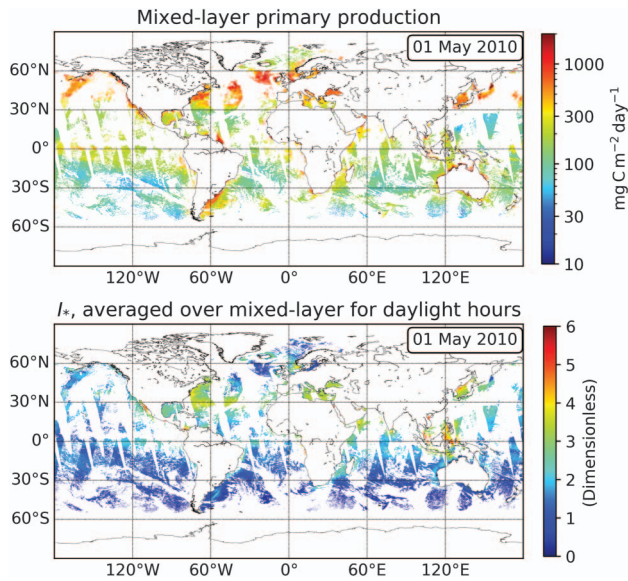 Mixed-layer primary production
01 May 2010
60°N
30°N
0°
30°S
60°S
120°W 60°W 0° 60°E 120°E
1000
300
100
30
10
mg C m⁻² day⁻¹
I*, averaged over mixed-layer for daylight hours
01 May 2010
60°N
30°N
0°
30°S
60°S
120°W 60°W 0° 60°E 120°E
6
5
4
3
2
1
0
(Dimensionless)